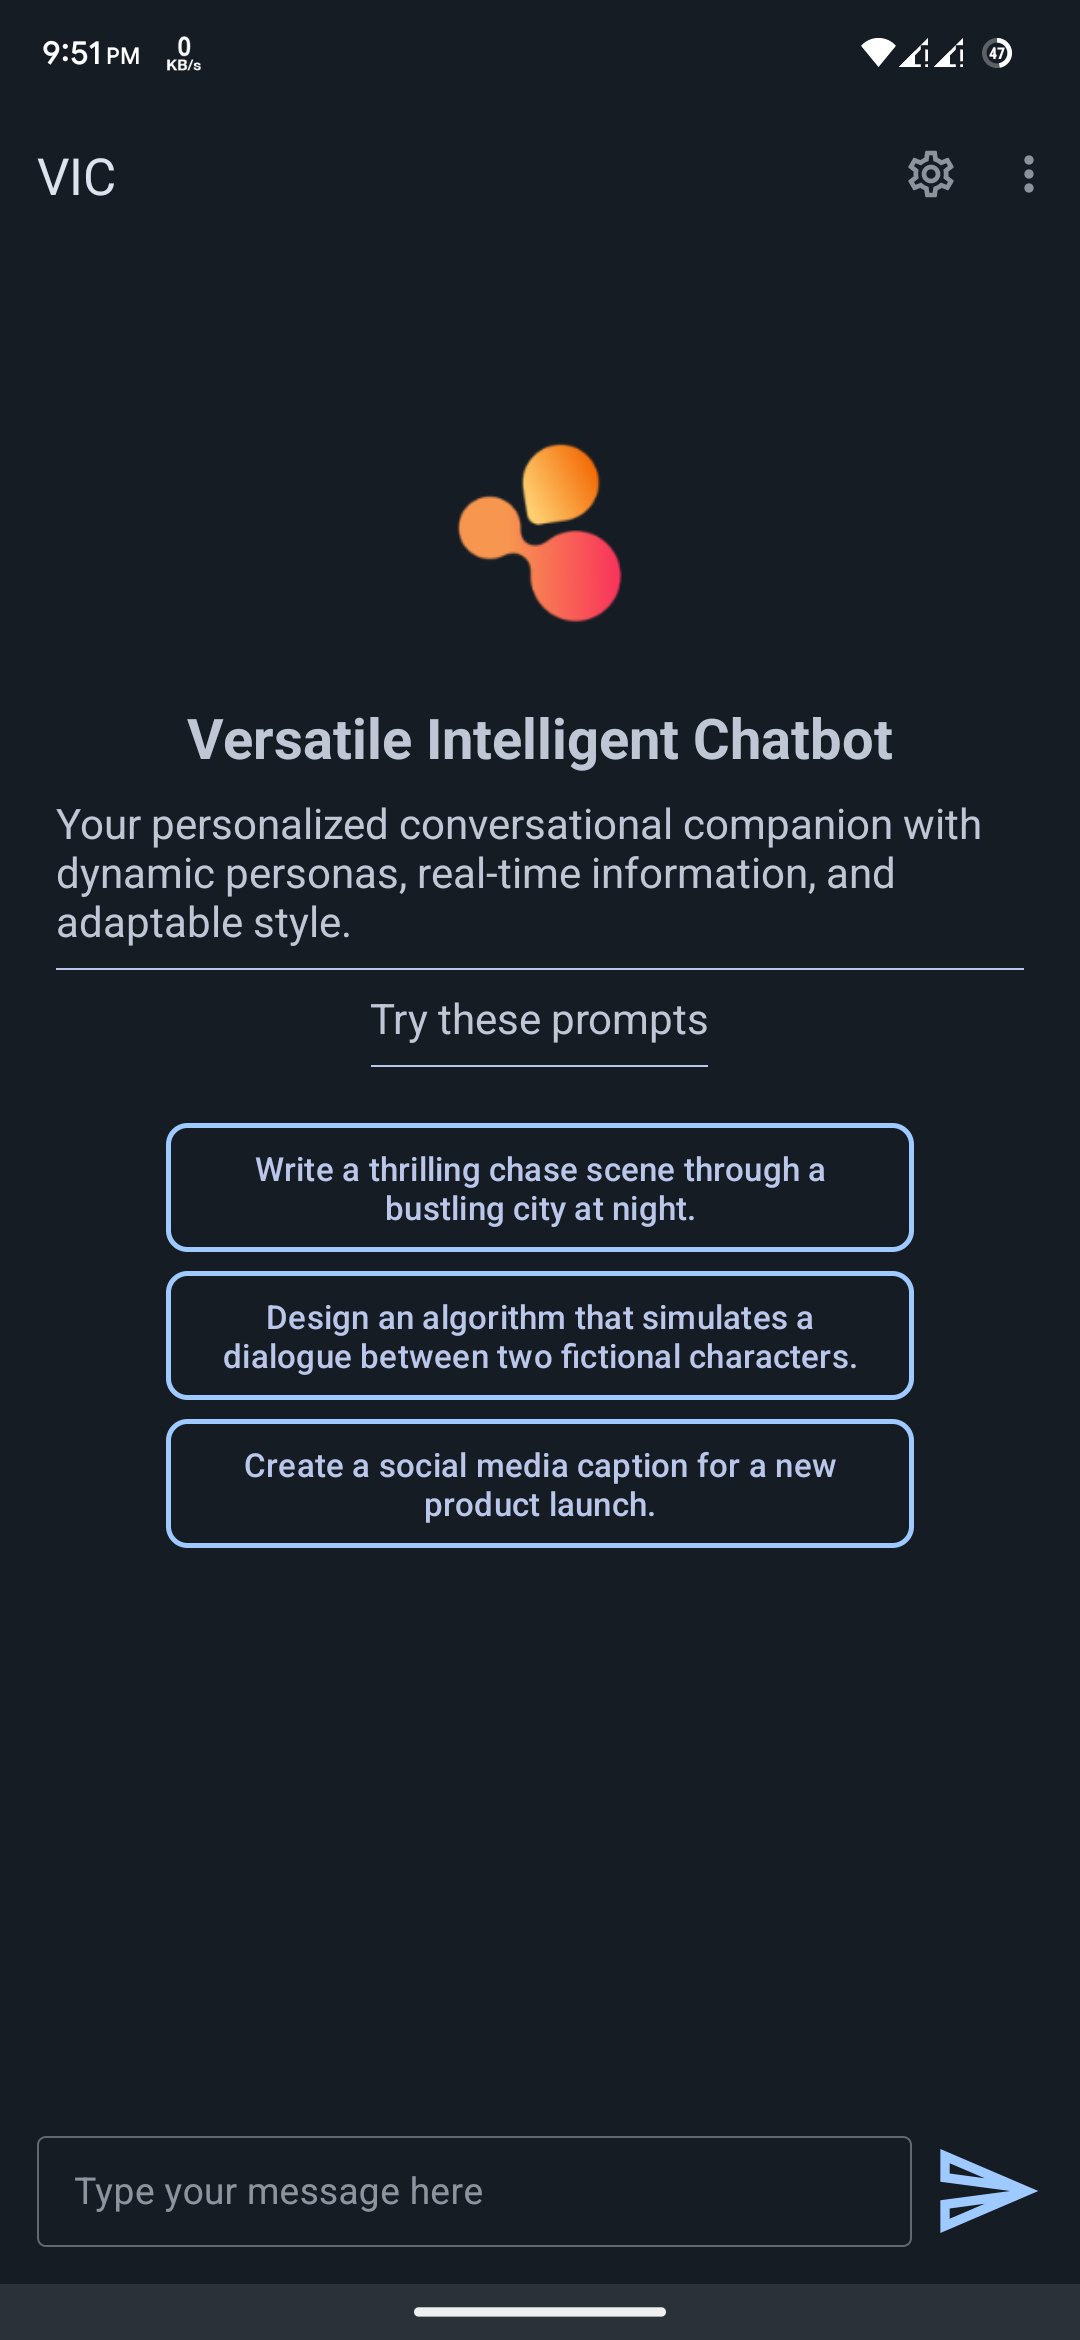 9:51 PM 0 KB/s 47
VIC
Versatile Intelligent Chatbot
Your personalized conversational companion with
dynamic personas, real-time information, and
adaptable style.
Try these prompts
Write a thrilling chase scene through a
bustling city at night.
Design an algorithm that simulates a
dialogue between two fictional characters.
Create a social media caption for a new
product launch.
Type your message here